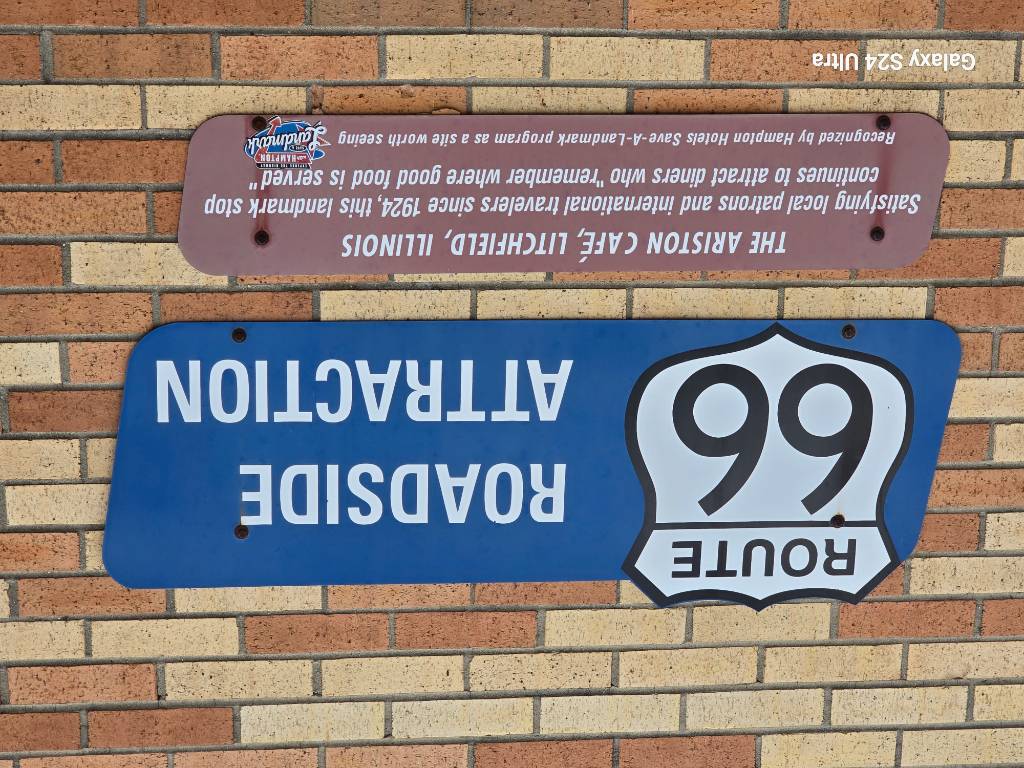 ROUTE
66
ROADSIDE
ATTRACTION
THE ARISTON CAFÉ, LITCHFIELD, ILLINOIS
Satisfying local patrons and international travelers since 1924, this landmark stop
continues to attract diners who "remember where good food is served"
Recognized by Hampton Hotels Save-A-Landmark program as a site worth seeing
HAMPTON
Landmark
Galaxy S24 Ultra